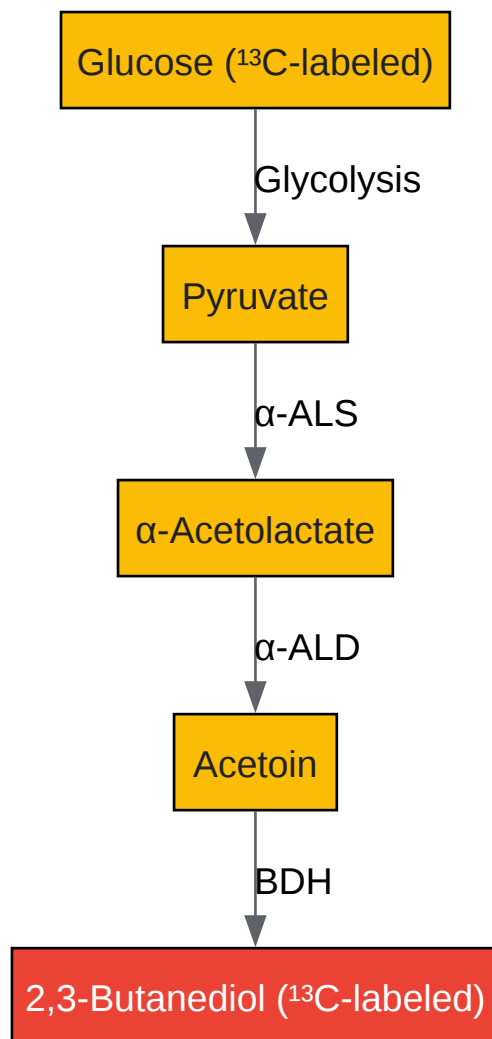 Glucose (¹³C-labeled)
Glycolysis
Pyruvate
α-ALS
α-Acetolactate
α-ALD
Acetoin
BDH
2,3-Butanediol (¹³C-labeled)